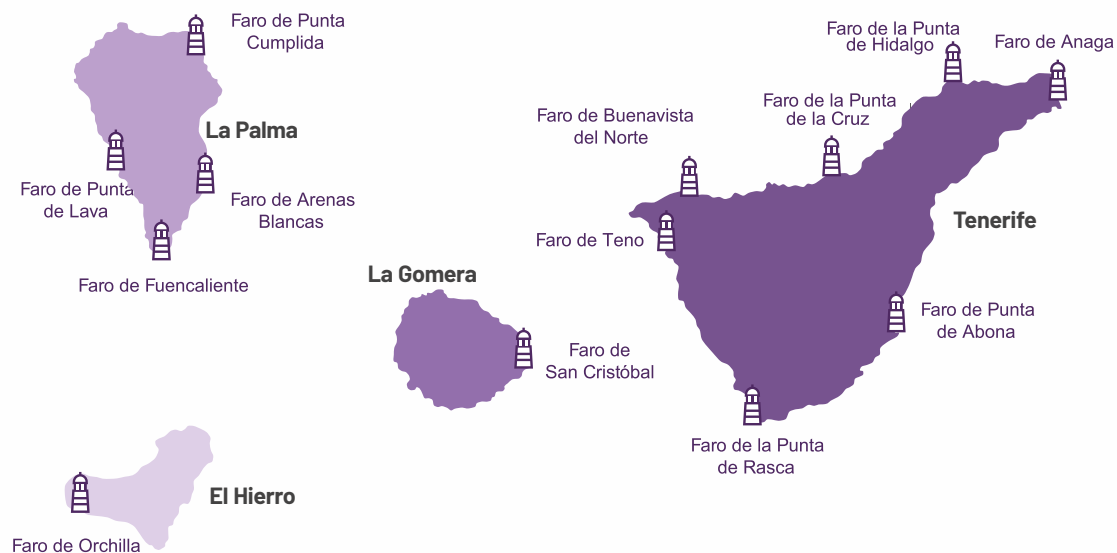 Faro de Punta
Cumplida
La Palma
Faro de Punta
de Lava
Faro de Arenas
Blancas
Faro de Fuencaliente
La Gomera
Faro de
San Cristóbal
El Hierro
Faro de Orchilla
Faro de la Punta
de Hidalgo
Faro de Anaga
Faro de la Punta
de la Cruz
Faro de Buenavista
del Norte
Faro de Teno
Tenerife
Faro de Punta
de Abona
Faro de la Punta
de Rasca